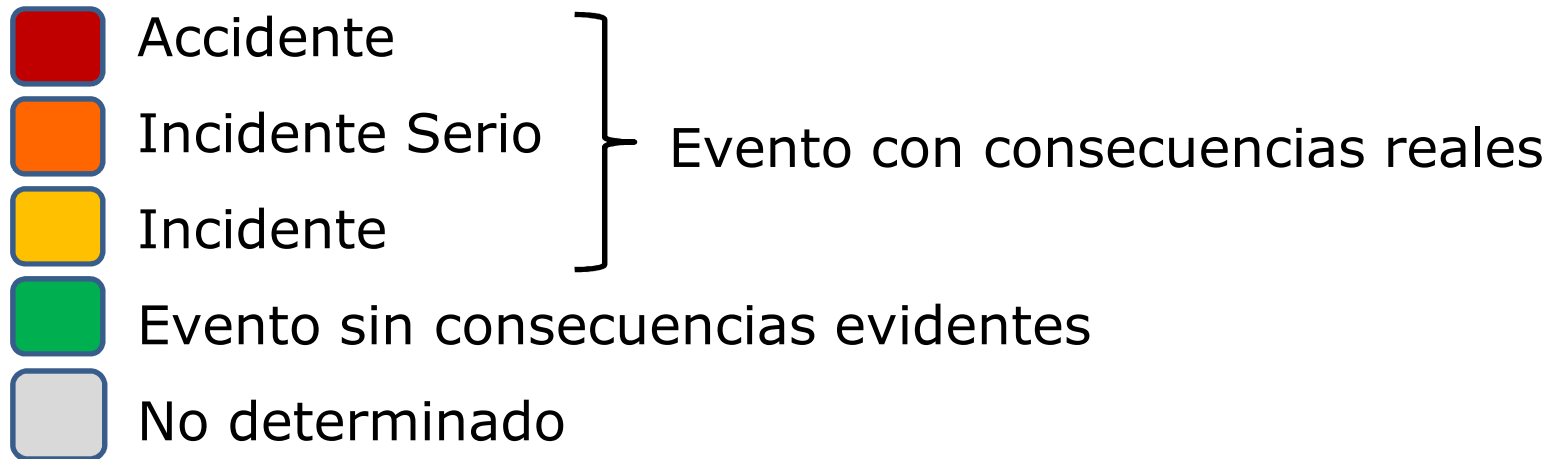 Accidente
Incidente Serio
Evento con consecuencias reales
Incidente
Evento sin consecuencias evidentes
No determinado